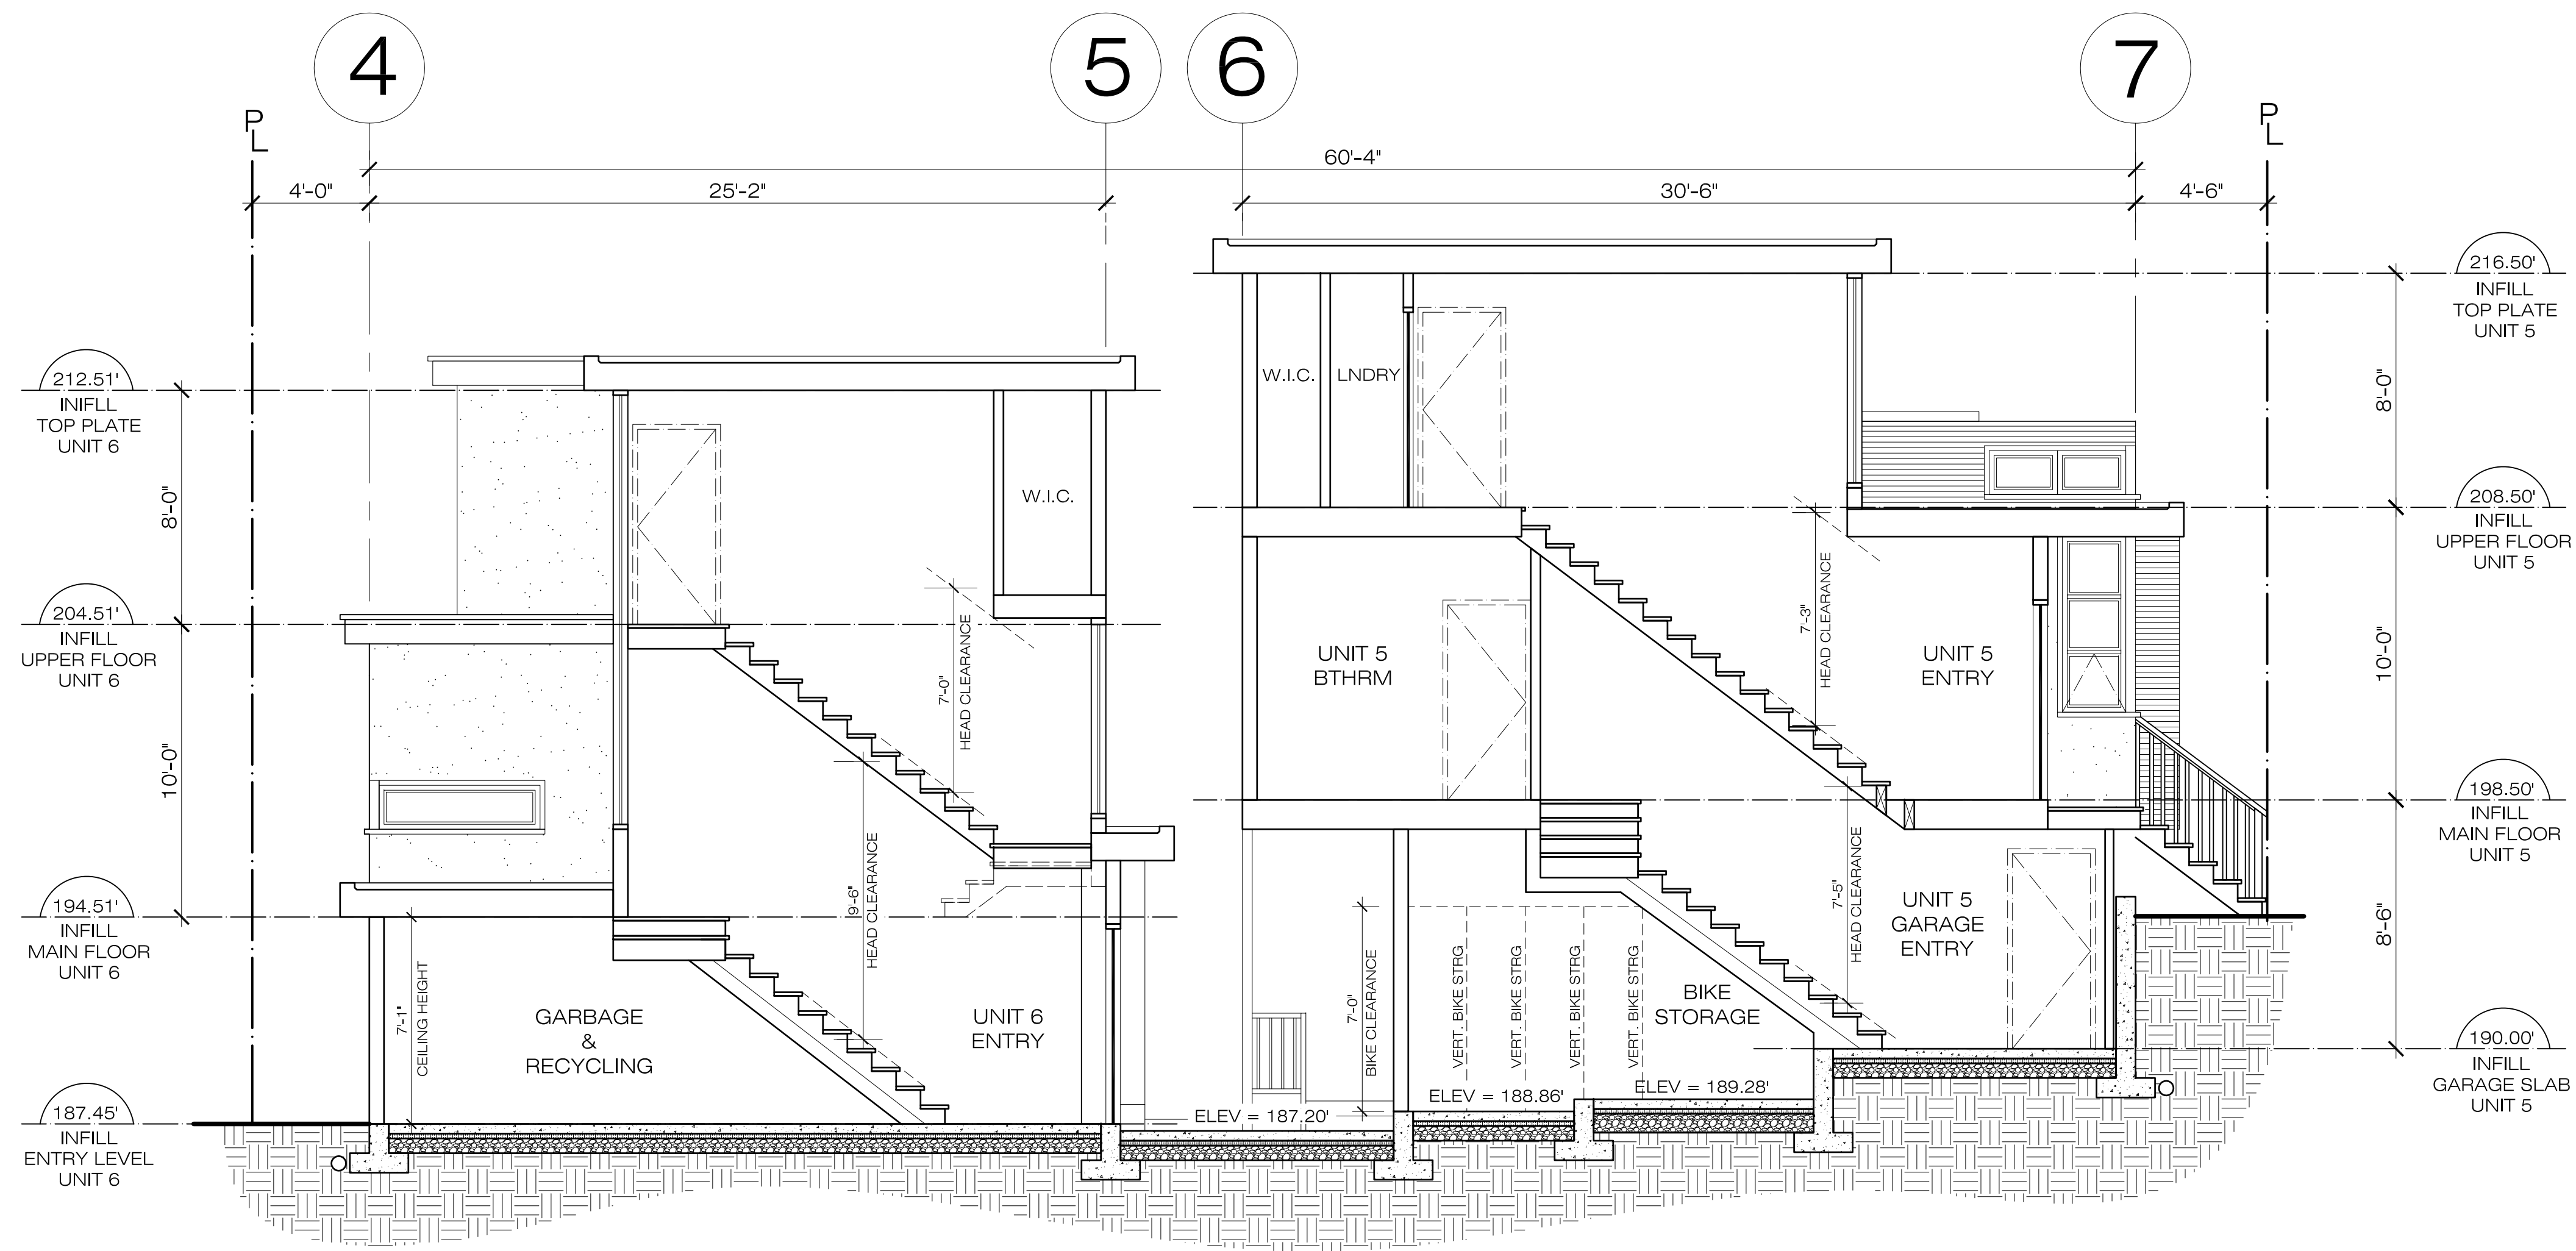 4
5
6
7
P
L
P
L
60'-4"
4'-0"
25'-2"
30'-6"
4'-6"
212.51'
INIFLL
TOP PLATE
UNIT 6
8'-0"
204.51'
INFILL
UPPER FLOOR
UNIT 6
10'-0"
194.51'
INFILL
MAIN FLOOR
UNIT 6
187.45'
INFILL
ENTRY LEVEL
UNIT 6
W.I.C.
7'-0"
HEAD CLEARANCE
9'-6"
HEAD CLEARANCE
7'-1"
CEILING HEIGHT
GARBAGE
&
RECYCLING
UNIT 6
ENTRY
W.I.C.
LNDRY
UNIT 5
BTHRM
7'-3"
HEAD CLEARANCE
UNIT 5
ENTRY
7'-5"
HEAD CLEARANCE
UNIT 5
GARAGE
ENTRY
7'-0"
BIKE CLEARANCE
VERT. BIKE STRG
VERT. BIKE STRG
VERT. BIKE STRG
VERT. BIKE STRG
BIKE
STORAGE
ELEV = 187.20'
ELEV = 188.86'
ELEV = 189.28'
216.50'
INFILL
TOP PLATE
UNIT 5
8'-0"
208.50'
INFILL
UPPER FLOOR
UNIT 5
10'-0"
198.50'
INFILL
MAIN FLOOR
UNIT 5
8'-6"
190.00'
INFILL
GARAGE SLAB
UNIT 5